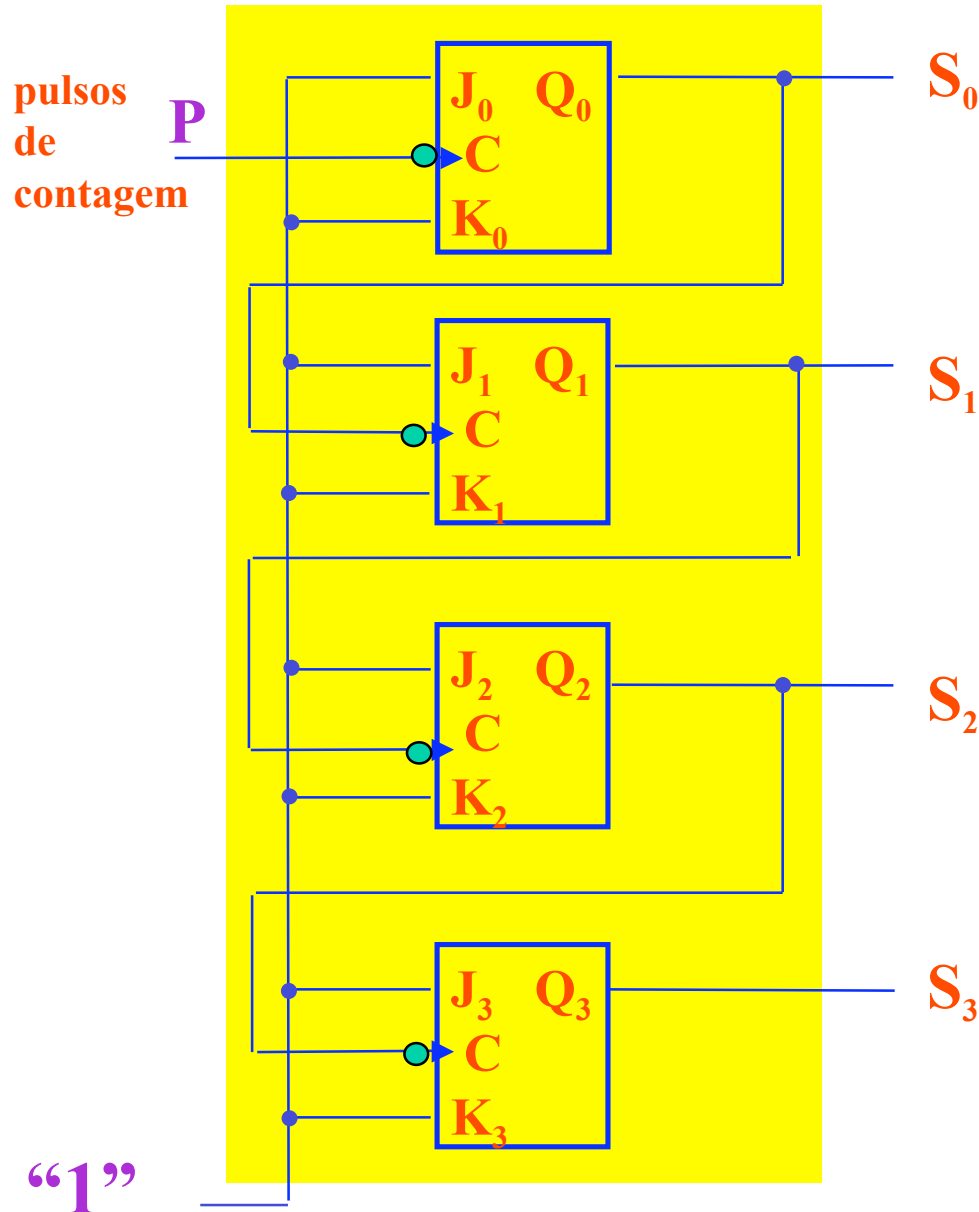 pulsos
de
contagem
P
J₀ Q₀
C
K₀
S₀
J₁ Q₁
C
K₁
S₁
J₂ Q₂
C
K₂
S₂
J₃ Q₃
C
K₃
S₃
“1”